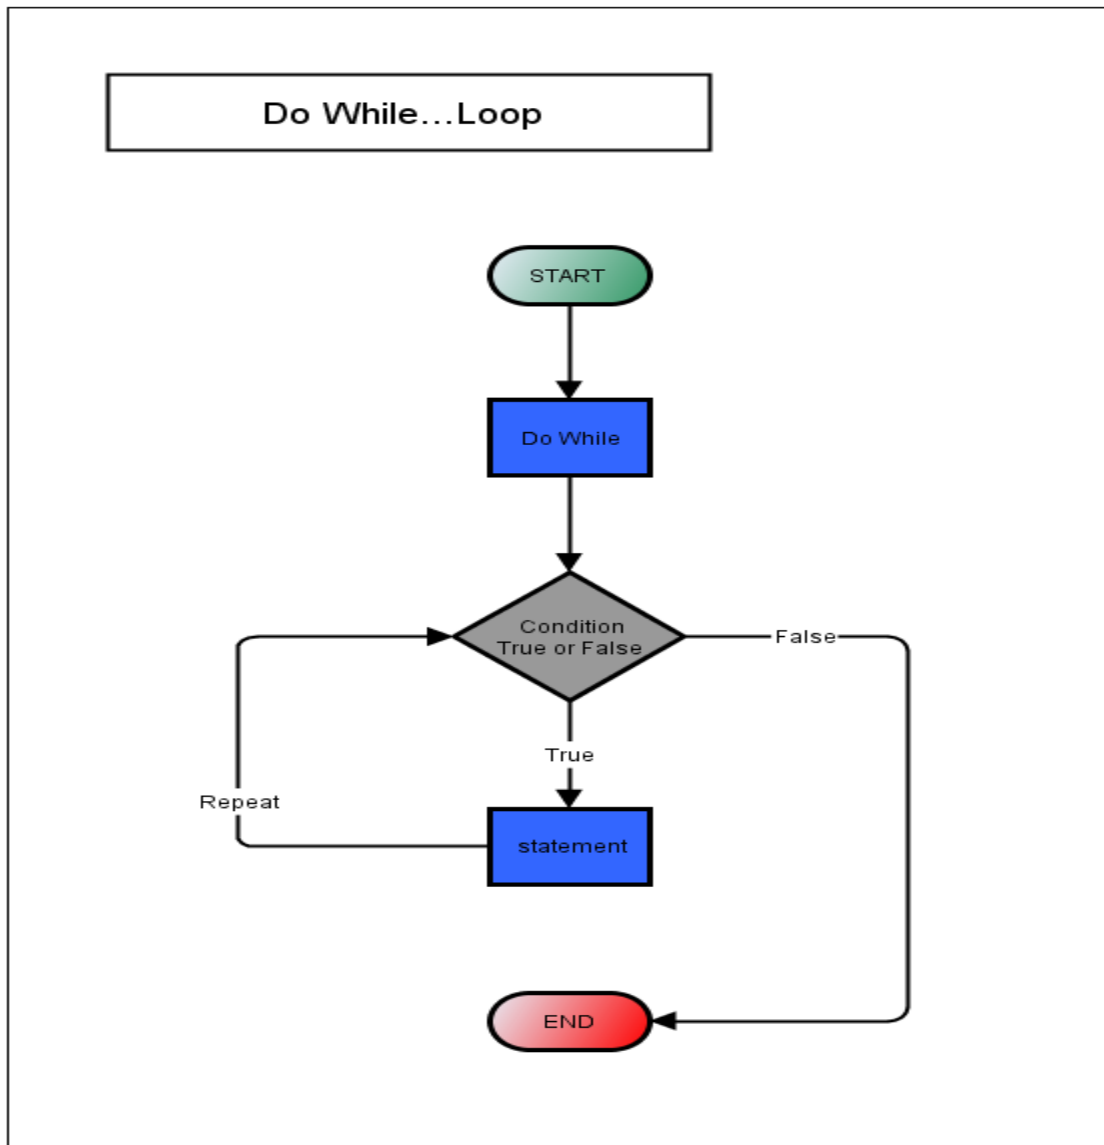 Do While...Loop
START
Do While
Condition
True or False
False
True
Repeat
statement
END